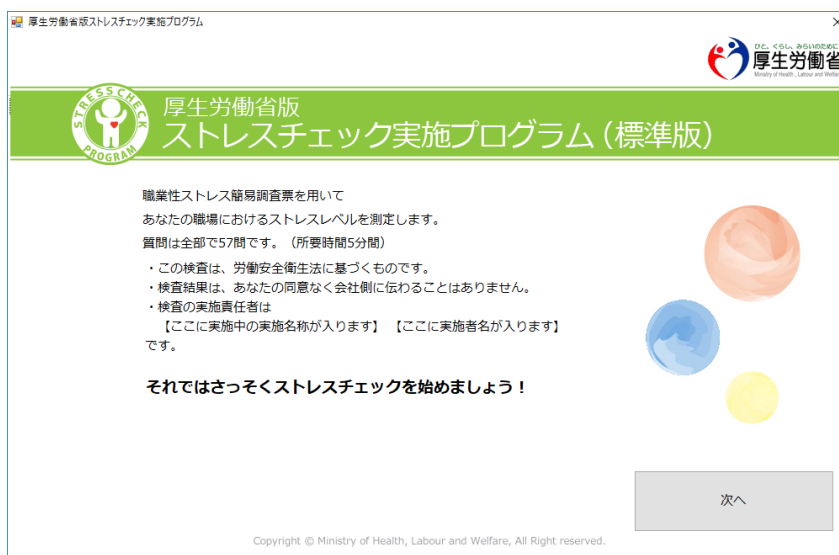 厚生労働省版ストレスチェック実施プログラム
ひと、くらし、みらいのために
厚生労働省
Ministry of Health, Labour and Welfare
STRESSCHECK
PROGRAM
厚生労働省版
ストレスチェック実施プログラム（標準版）
職業性ストレス簡易調査票を用いて
あなたの職場におけるストレスレベルを測定します。
質問は全部で57問です。（所要時間5分間）
・この検査は、労働安全衛生法に基づくものです。
・検査結果は、あなたの同意なく会社側に伝わることはありません。
・検査の実施責任者は
【ここに実施中の実施名称が入ります】 【ここに実施者名が入ります】
です。
それではさっそくストレスチェックを始めましょう！
次へ
Copyright © Ministry of Health, Labour and Welfare, All Right reserved.